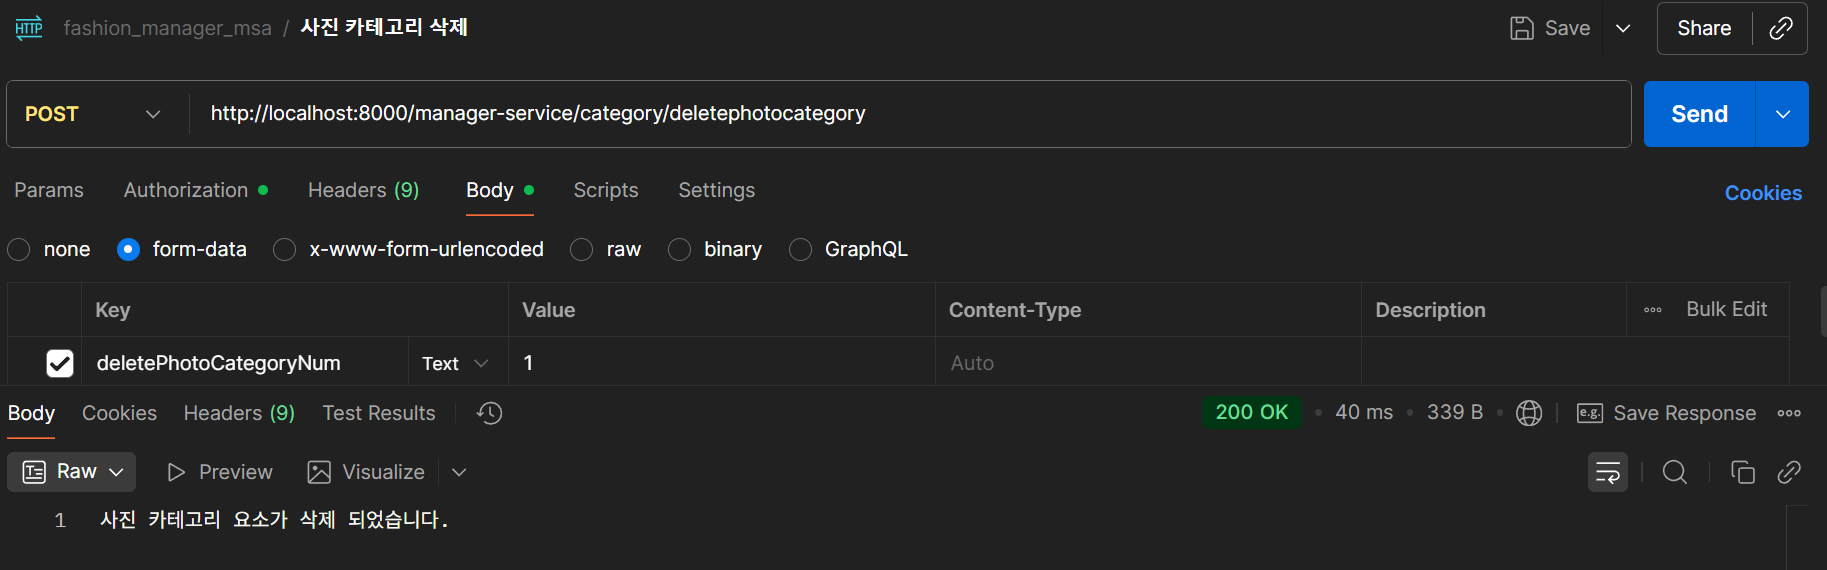 HTTP fashion_manager_msa / 사진 카테고리 삭제 Save Share
POST http://localhost:8000/manager-service/category/deletephotocategory Send
Params Authorization Headers (9) Body Scripts Settings Cookies
none form-data x-www-form-urlencoded raw binary GraphQL
Key Value Content-Type Description Bulk Edit
deletePhotoCategoryNum Text 1 Auto
Body Cookies Headers (9) Test Results 200 OK 40 ms 339 B e.g. Save Response
Raw Preview Visualize
1 사진 카테고리 요소가 삭제 되었습니다.